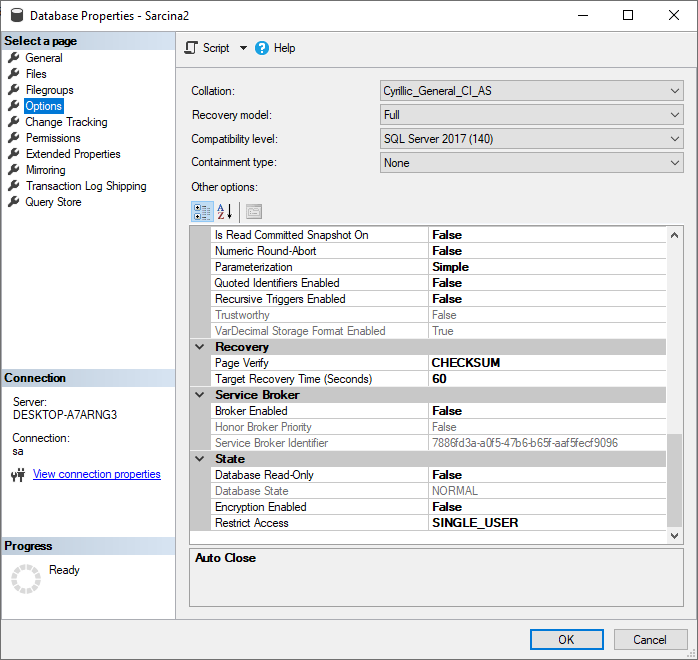 Database Properties - Sarcina2
Select a page
General
Files
Filegroups
Options
Change Tracking
Permissions
Extended Properties
Mirroring
Transaction Log Shipping
Query Store
Connection
Server:
DESKTOP-A7ARNG3
Connection:
sa
View connection properties
Progress
Ready
Script
Help
Collation: Cyrillic_General_CI_AS
Recovery model: Full
Compatibility level: SQL Server 2017 (140)
Containment type: None
Other options:
A
Z
Is Read Committed Snapshot On False
Numeric Round-Abort False
Parameterization Simple
Quoted Identifiers Enabled False
Recursive Triggers Enabled False
Trustworthy False
VarDecimal Storage Format Enabled True
Recovery
Page Verify CHECKSUM
Target Recovery Time (Seconds) 60
Service Broker
Broker Enabled False
Honor Broker Priority False
Service Broker Identifier 7886fd3a-a0f5-47b6-b65f-aaf5fecf9096
State
Database Read-Only False
Database State NORMAL
Encryption Enabled False
Restrict Access SINGLE_USER
Auto Close
OK Cancel